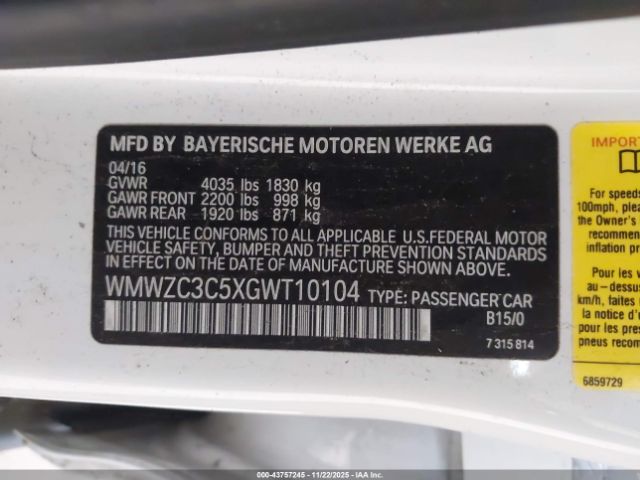 MFD BY BAYERISCHE MOTOREN WERKE AG
04/16
GVWR 4035 lbs 1830 kg
GAWR FRONT 2200 lbs 998 kg
GAWR REAR 1920 lbs 871 kg
THIS VEHICLE CONFORMS TO ALL APPLICABLE U.S.FEDERAL MOTOR
VEHICLE SAFETY, BUMPER AND THEFT PREVENTION STANDARDS
IN EFFECT ON THE DATE OF MANUFACTURE SHOWN ABOVE.
WMWZC3C5XGWT10104 TYPE: PASSENGER CAR
B15/0
7 315 814
IMPORT
For speeds
100mph, plea
the Owner's
recommen
inflation pr
Pour les v
au-dessus d
km/h, faites l
pour les pres
pneus recom
6859729
© - 43757245 - 11/22/2025 - IAAI.CA